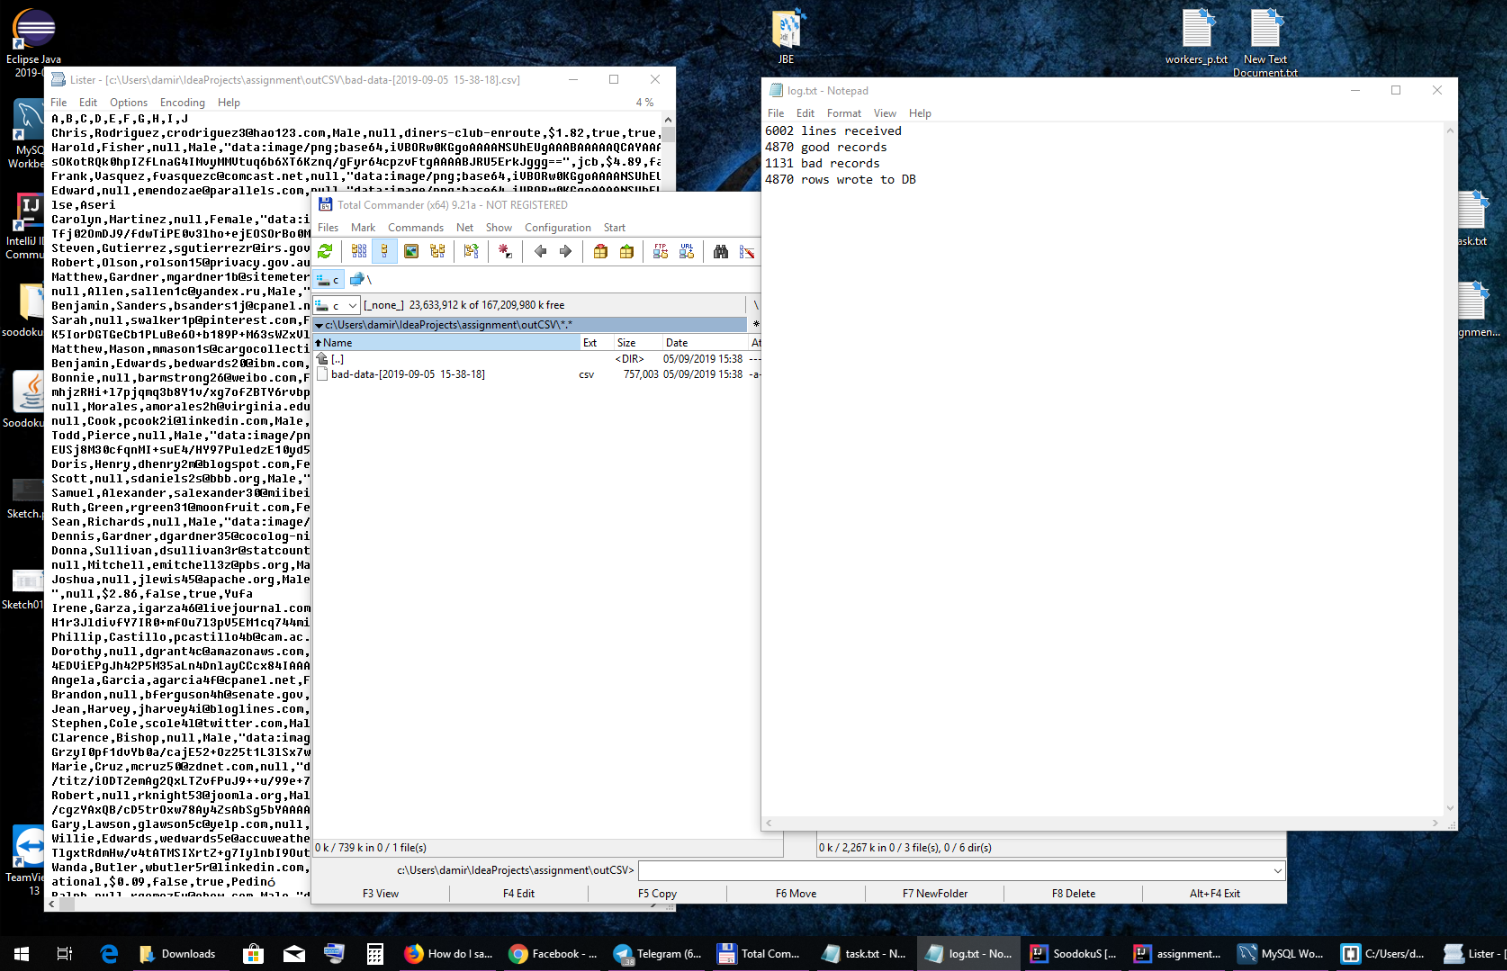 Eclipse Java
2019-0
MySQ
Workbe
IntelliJ ID
Commu
soodoku
Soodoku
Sketch.p
Sketch01
TeamVie
13
JBE
workers_p.txt
New Text
Document.txt
ask.txt
gnmen...
Lister - [c:\Users\damir\IdeaProjects\assignment\outCSV\bad-data-[2019-09-05 15-38-18].csv]
File Edit Options Encoding Help 4 %
A,B,C,D,E,F,G,H,I,J
Chris,Rodriguez,crodriguez3@hao123.com,Male,null,diners-club-enroute,$1.82,true,true,
Harold,Fisher,null,Male,"data:image/png;base64,iVBORw0KGgoAAAANSUhEUgAAABAAAAAQCAYAAA
sOKotRQk0hpIZfLnaG4IMvyMMVtuq6b6XT6Kznq/gFyr64cpzvFtgAAAABJRU5ErkJggg==",jcb,$4.89,fa
Frank,Vasquez,fvasquezc@comcast.net,null,"data:image/png;base64,iVBORw0KGgoAAAANSUhEU
Edward,null,emendozae@parallels.com,null,"data:image/png;base64,iVBORw0KGgoAAAANSUhEU
lse,Aseri
Carolyn,Martinez,null,Female,"data:i
Tfj02OmDJ9/fdwTiPE0v3lho+ejEOSOrBo0M
Steven,Gutierrez,sgutierrezr@irs.gov
Robert,Olson,rolson15@privacy.gov.au
Matthew,Gardner,mgardner1b@sitemeter
null,Allen,sallen1c@yandex.ru,Male,"
Benjamin,Sanders,bsanders1j@cpanel.n
Sarah,null,swalker1p@pinterest.com,F
K5IorDGTGeCb1PLuBe6O+b189P+M63sWZxVl
Matthew,Mason,mmason1s@cargocollecti
Benjamin,Edwards,bedwards20@ibm.com,
Bonnie,null,barmstrong26@weibo.com,F
mhjzRHi+l7pjqmq3b8Y1v/xg7ofZBTY6rvbp
null,Morales,amorales2h@virginia.edu
null,Cook,pcook2i@linkedin.com,Male,
Todd,Pierce,null,Male,"data:image/pn
EUSj8M30cfqnMI+suE4/HY97PuledzE10yd5
Doris,Henry,dhenry2m@blogspot.com,Fe
Scott,null,sdaniels2s@bbb.org,Male,"
Samuel,Alexander,salexander30@miibei
Ruth,Green,rgreen31@moonfruit.com,Fe
Sean,Richards,null,Male,"data:image/
Dennis,Gardner,dgardner35@cocolog-ni
Donna,Sullivan,dsullivan3r@statcount
null,Mitchell,emitchell3z@pbs.org,Ma
Joshua,null,jlewis45@apache.org,Male
",null,$2.86,false,true,Yufa
Irene,Garza,igarza46@livejournal.com
H1r3JldivfY7IR0+mfOu7l3pV5EM1cq744mi
Phillip,Castillo,pcastillo4b@cam.ac.
Dorothy,null,dgrant4c@amazonaws.com,
4EDViEPgJh42P5M35aLn4DnlayCCcx84IAAA
Angela,Garcia,agarcia4f@cpanel.net,F
Brandon,null,bferguson4h@senate.gov,
Jean,Harvey,jharvey4i@bloglines.com,
Stephen,Cole,scole4l@twitter.com,Mal
Clarence,Bishop,null,Male,"data:imag
GrzyI0pf1dvYb0a/cajE52+Oz25t1L3lSx7w
Marie,Cruz,mcruz50@zdnet.com,null,"d
/titz/iODTZemAg2QxLTZvfPuJ9++u/99e+7
Robert,null,rknight53@joomla.org,Mal
/cgzYAxQB/cD5trOxw78Ay4ZsAbSg5bYAAAA
Gary,Lawson,glawson5c@yelp.com,null,
Willie,Edwards,wedwards5e@accuweathe
TlgxtRdmHw/v4tATMSIXrtZ+g7IylnbI9Out
Wanda,Butler,wbutler5r@linkedin.com,
ational,$0.09,false,true,Pedinó
Total Commander (x64) 9.21a - NOT REGISTERED
Files Mark Commands Net Show Configuration Start
FTP URL
c \
c [_none_] 23,633,912 k of 167,209,980 k free \
c:\Users\damir\IdeaProjects\assignment\outCSV\*.* *
Name Ext Size Date At
[..] <DIR> 05/09/2019 15:38 ---
bad-data-[2019-09-05 15-38-18] csv 757,003 05/09/2019 15:38 -a-
0 k / 739 k in 0 / 1 file(s)
0 k / 2,267 k in 0 / 3 file(s), 0 / 6 dir(s)
c:\Users\damir\IdeaProjects\assignment\outCSV>
F3 View F4 Edit F5 Copy F6 Move F7 NewFolder F8 Delete Alt+F4 Exit
log.txt - Notepad
File Edit Format View Help
6002 lines received
4870 good records
1131 bad records
4870 rows wrote to DB
Downloads
How do I sa...
Facebook - ...
Telegram (6...
Total Com...
task.txt - N...
log.txt - No...
SoodokuS [...
assignment...
MySQL Wo...
C:/Users/d...
Lister -